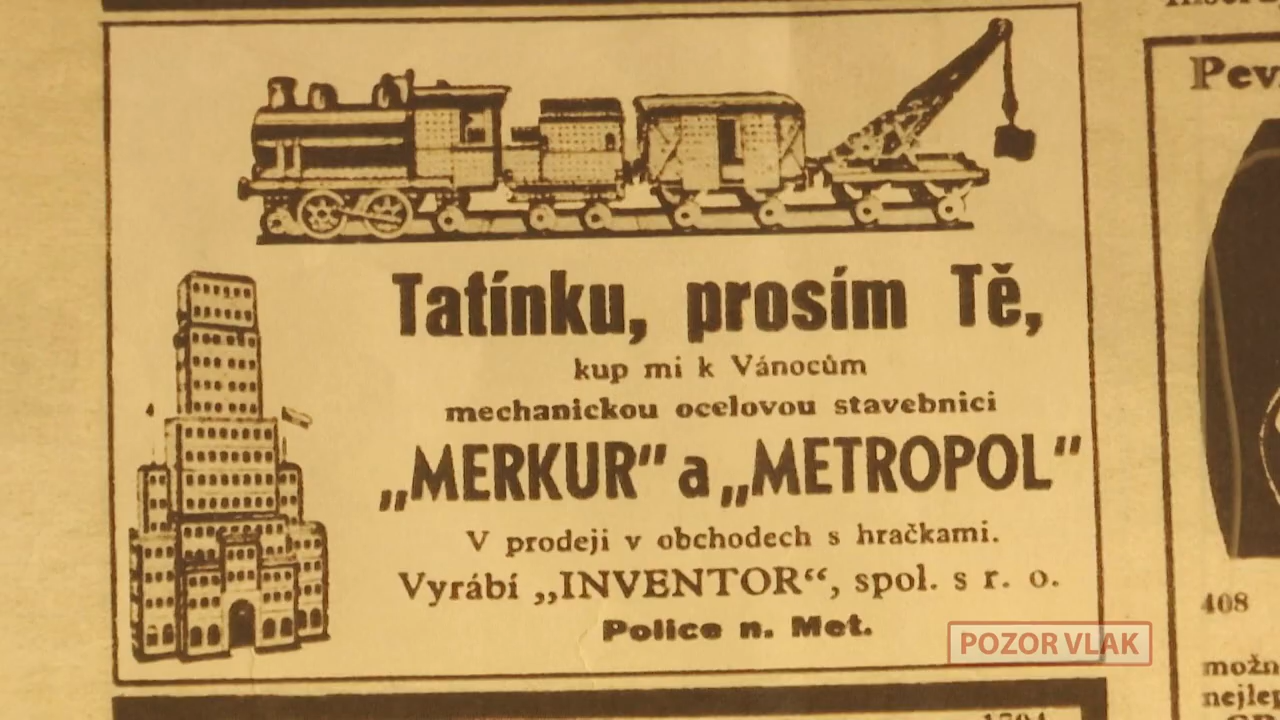 Tatínku, prosím Tě,
kup mi k Vánocům
mechanickou ocelovou stavebnici
„MERKUR" a „METROPOL"
V prodeji v obchodech s hračkami.
Vyrábí „INVENTOR“, spol. s r. o.
Police n. Met.
POZOR VLAK
Pev
408
možn
nejlep